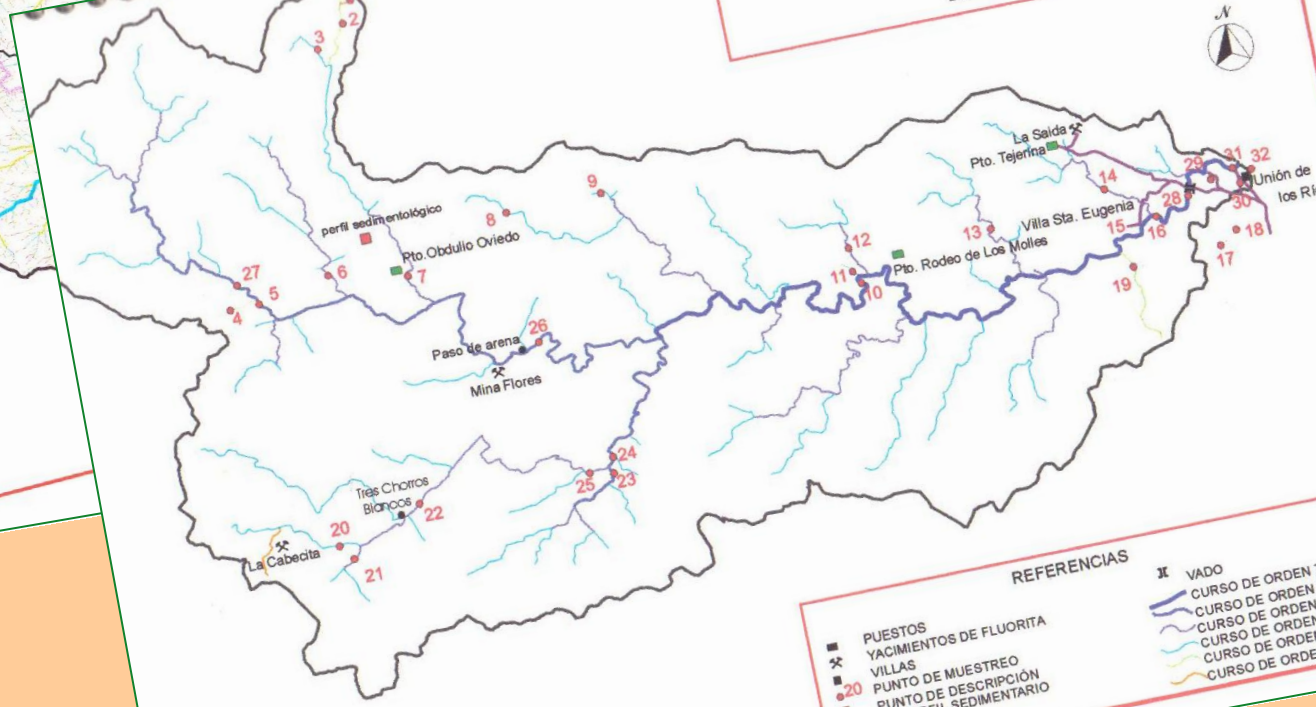 N
2
3
La Saida
Pto. Tejerina
9
31
32
29
Unión de
los Rí
14
28
30
8
perfil sedimentológico
Villa Sta. Eugenia
15
16
18
17
Pto. Obdulio Oviedo
12
13
Pto. Rodeo de Los Molles
27
6
7
11
10
19
5
4
Paso de arena
26
Mina Flores
24
25
23
Tres Chorros
Blancos
22
20
La Cabecita
21
REFERENCIAS
PUESTOS
YACIMIENTOS DE FLUORITA
VILLAS
20 PUNTO DE MUESTREO
PUNTO DE DESCRIPCIÓN
SEDIMENTARIO
VADO
CURSO DE ORDEN
CURSO DE ORDEN
CURSO DE ORDEN
CURSO DE ORDEN
CURSO DE ORDE
CURSO DE ORDE